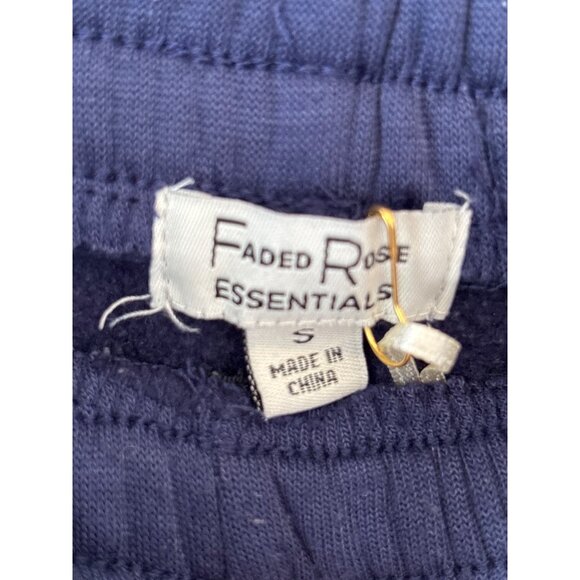 FADED ROSE
ESSENTIALS
S
MADE IN
CHINA